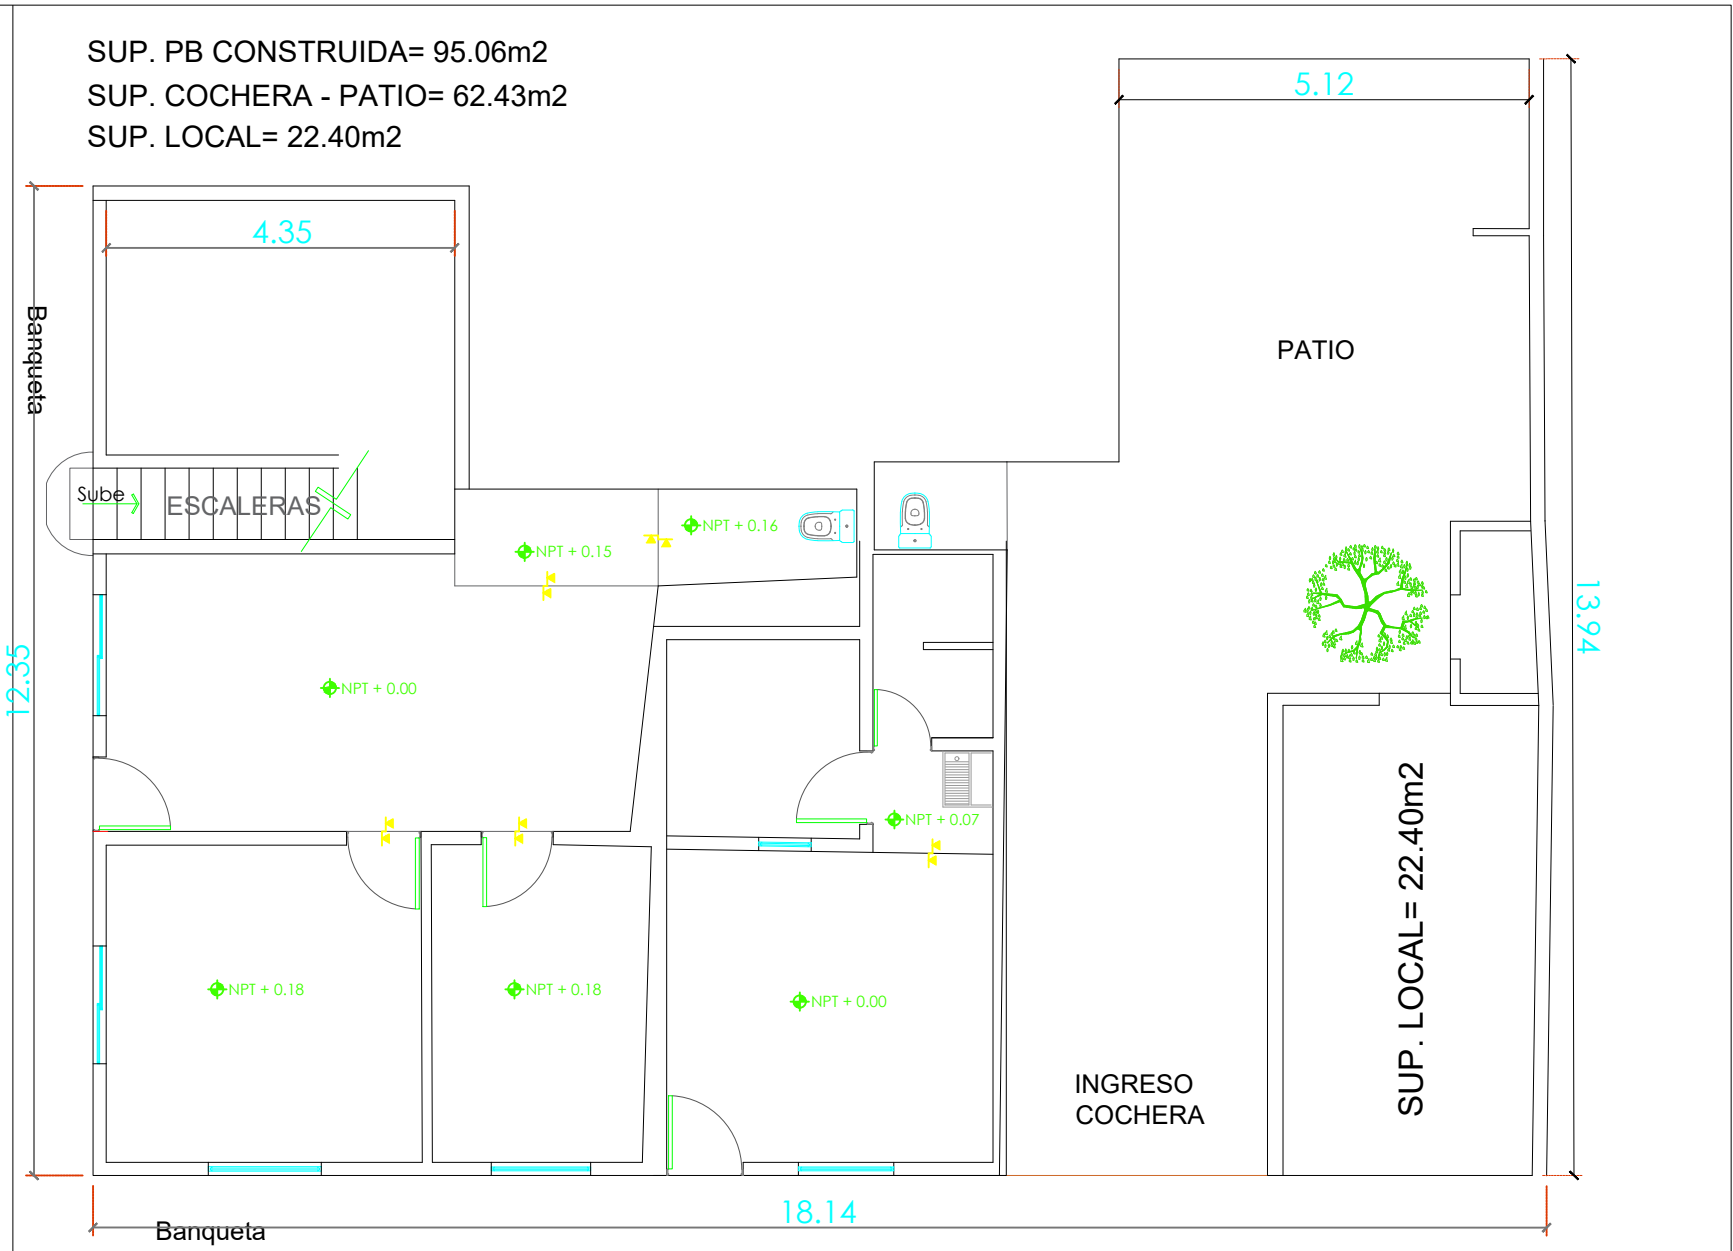 SUP. PB CONSTRUIDA= 95.06m2
SUP. COCHERA - PATIO= 62.43m2
SUP. LOCAL= 22.40m2
5.12
4.35
Banqueta
PATIO
Sube
ESCALERAS
NPT + 0.16
NPT + 0.15
13.94
12.35
NPT + 0.00
NPT + 0.07
SUP. LOCAL= 22.40m2
NPT + 0.18
NPT + 0.18
NPT + 0.00
INGRESO
COCHERA
18.14
Banqueta